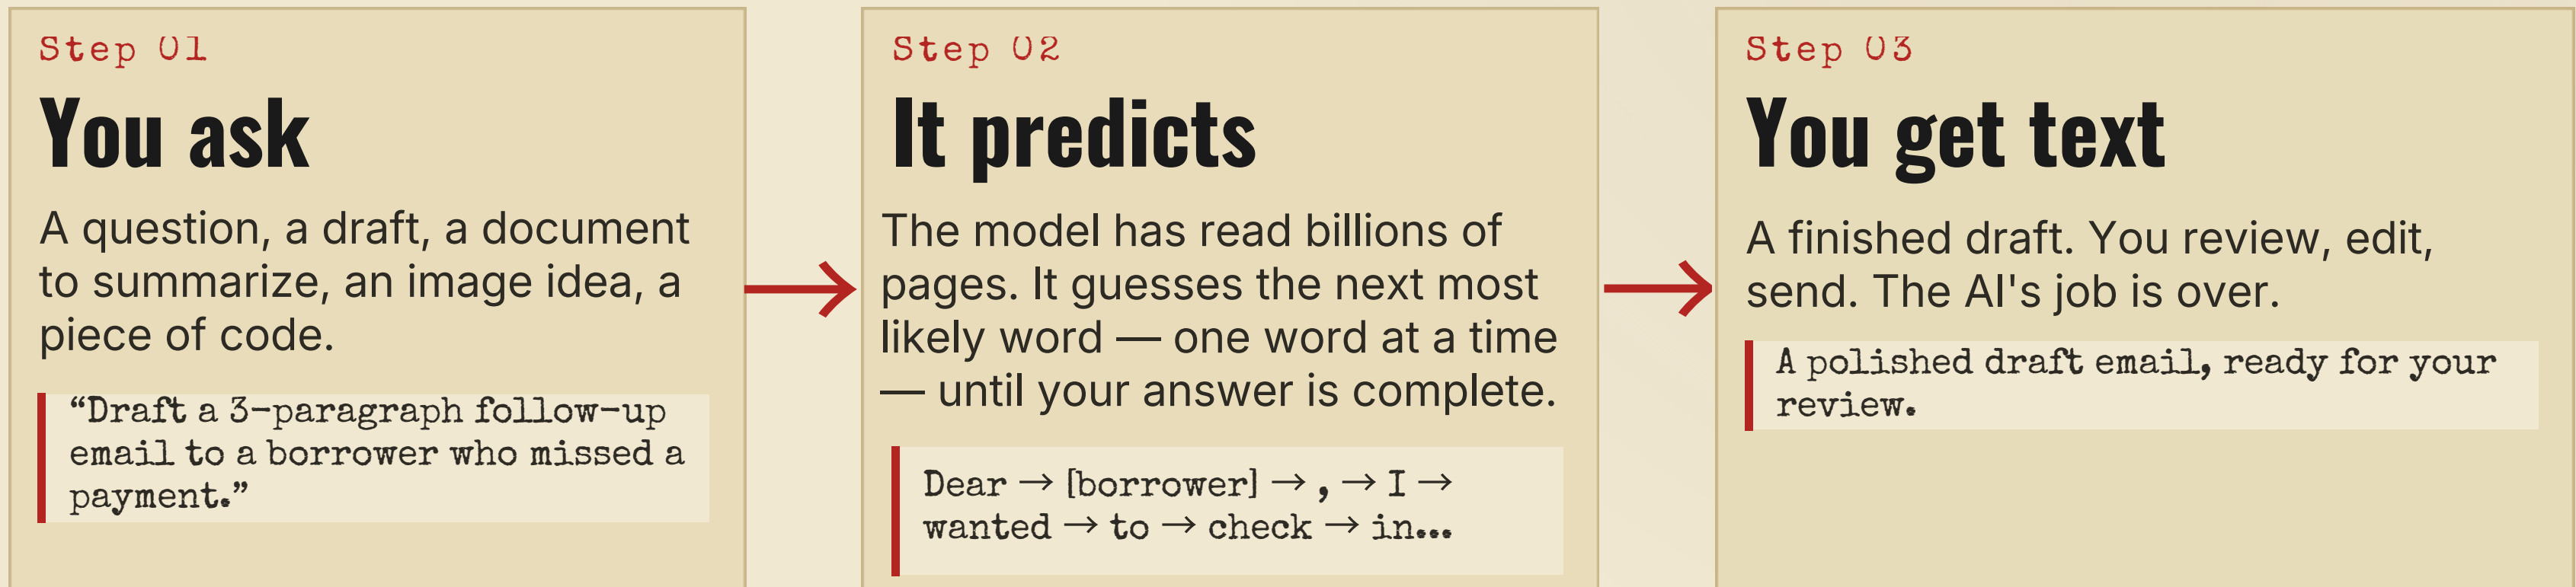 Step 01
You ask
A question, a draft, a document
to summarize, an image idea, a
piece of code.
“Draft a 3-paragraph follow-up
email to a borrower who missed a
payment.”
Step 02
It predicts
The model has read billions of
pages. It guesses the next most
likely word — one word at a time
— until your answer is complete.
Dear → [borrower] → , → I →
wanted → to → check → in...
Step 03
You get text
A finished draft. You review, edit,
send. The AI's job is over.
A polished draft email, ready for your
review.